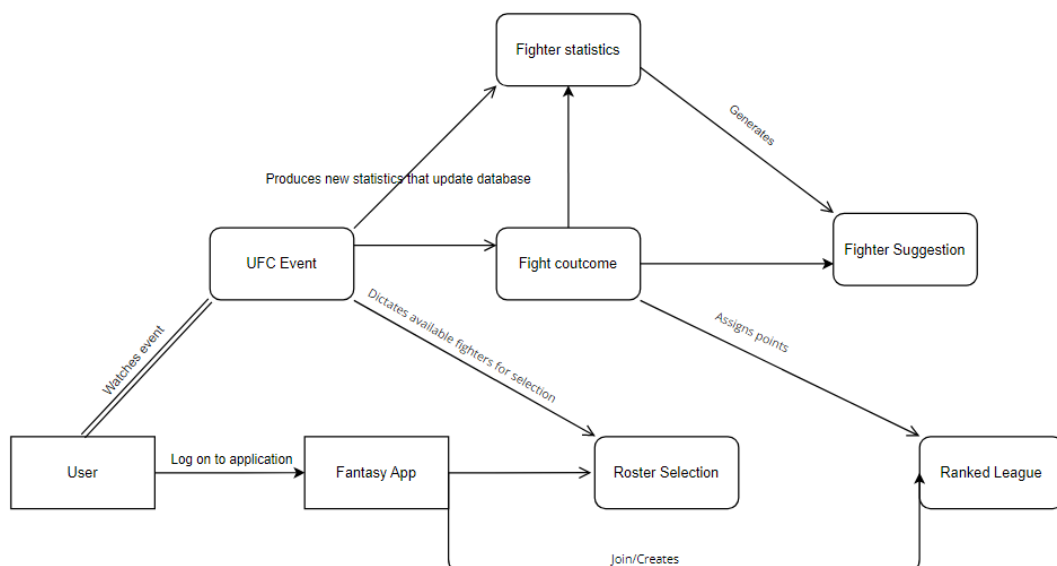 Fighter statistics
Generates
Produces new statistics that update database
UFC Event
Fight coutcome
Fighter Suggestion
Dictates available fighters for selection
Assigns points
Watches event
User
Log on to application
Fantasy App
Roster Selection
Ranked League
Join/Creates